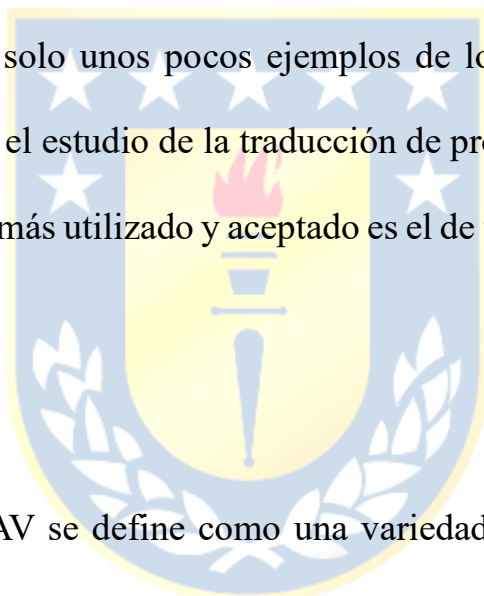 solo unos pocos ejemplos de lo
el estudio de la traducción de pr
más utilizado y aceptado es el de
AV se define como una variedad